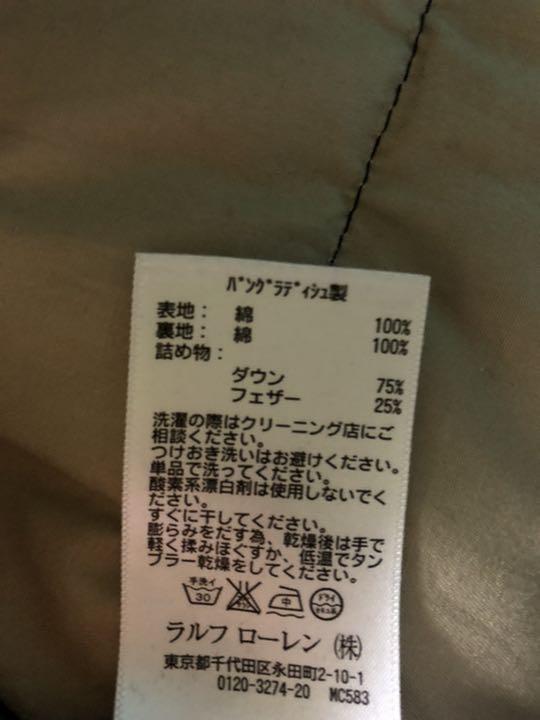 バングラディシュ製
表地： 綿 100%
裏地： 綿 100%
詰め物：
ダウン 75%
フェザー 25%
洗濯の際はクリーニング店にご
相談ください。
つけおき洗いはお避けください。
単品で洗ってください。
酸素系漂白剤は使用しないでく
ださい。
すぐに干してください。
膨らみをだす為、乾燥後は手で
軽く揉みほぐすか、低温でタン
ブラー乾燥をしてください。
手洗イ 30 中 ドライ
ラルフ ローレン ㈱
東京都千代田区永田町2-10-1
0120-3274-20 MC583